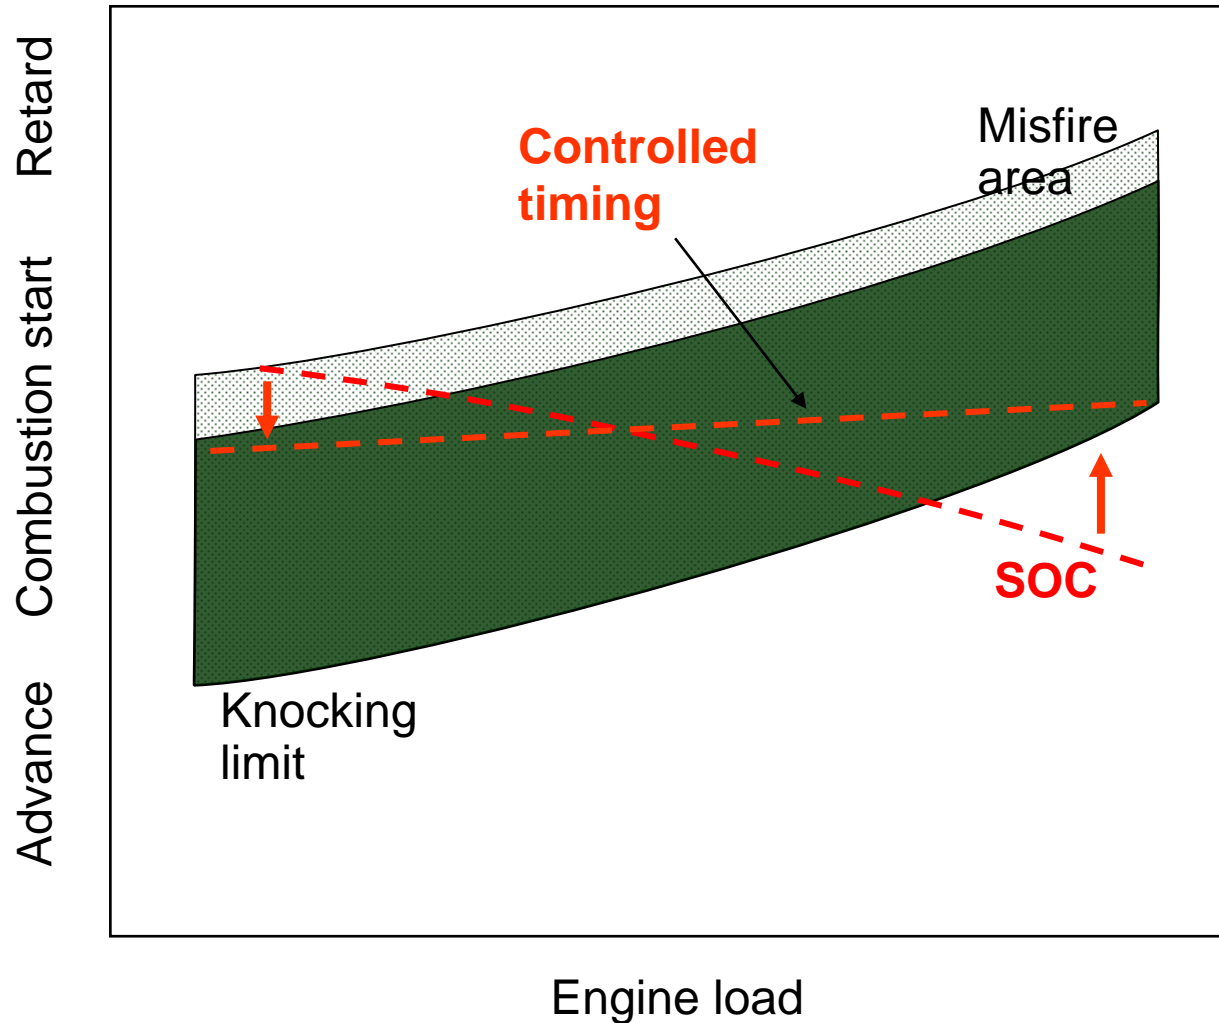 Retard
Combustion start
Advance
Controlled
timing
Misfire
area
SOC
Knocking
limit
Engine load